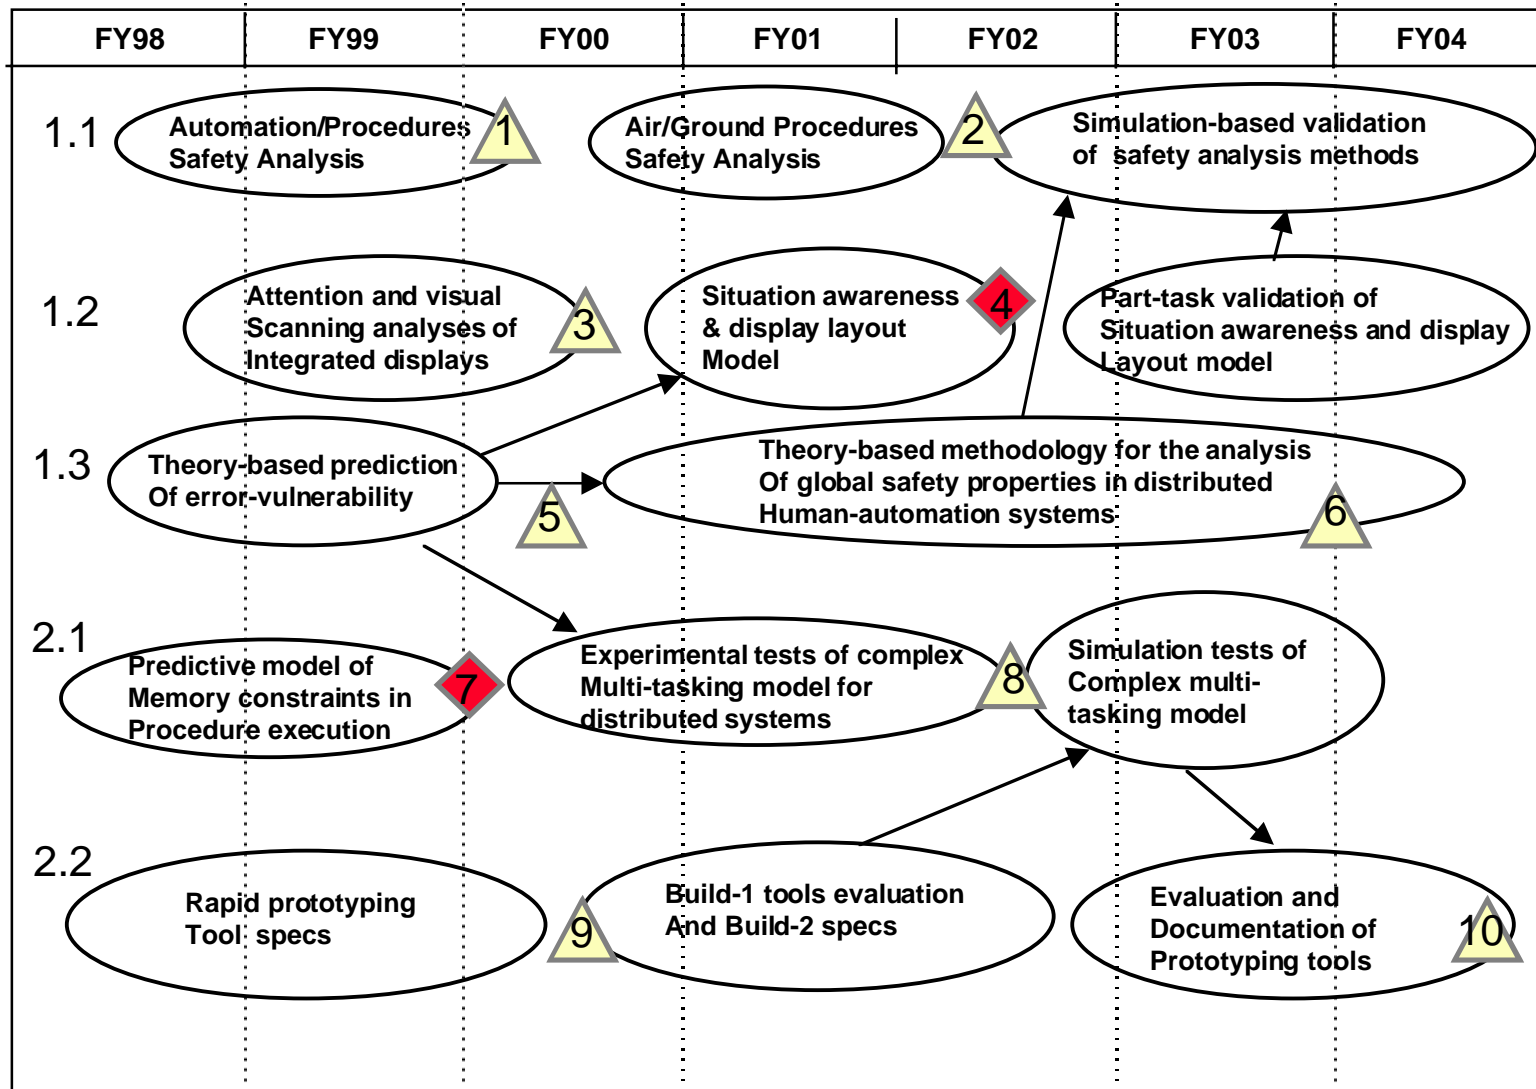 FY98 FY99 FY00 FY01 FY02 FY03 FY04
1.1
Automation/Procedures
Safety Analysis
1
Air/Ground Procedures
Safety Analysis
2
Simulation-based validation
of safety analysis methods
1.2
Attention and visual
Scanning analyses of
Integrated displays
3
Situation awareness
& display layout
Model
4
Part-task validation of
Situation awareness and display
Layout model
1.3
Theory-based prediction
Of error-vulnerability
5
Theory-based methodology for the analysis
Of global safety properties in distributed
Human-automation systems
6
2.1
Predictive model of
Memory constraints in
Procedure execution
7
Experimental tests of complex
Multi-tasking model for
distributed systems
8
Simulation tests of
Complex multi-
tasking model
2.2
Rapid prototyping
Tool specs
9
Build-1 tools evaluation
And Build-2 specs
Evaluation and
Documentation of
Prototyping tools
10